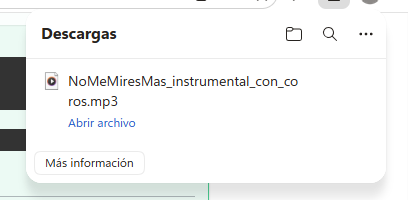 Descargas
NoMeMiresMas_instrumental_con_co
ros.mp3
Abrir archivo
Más información